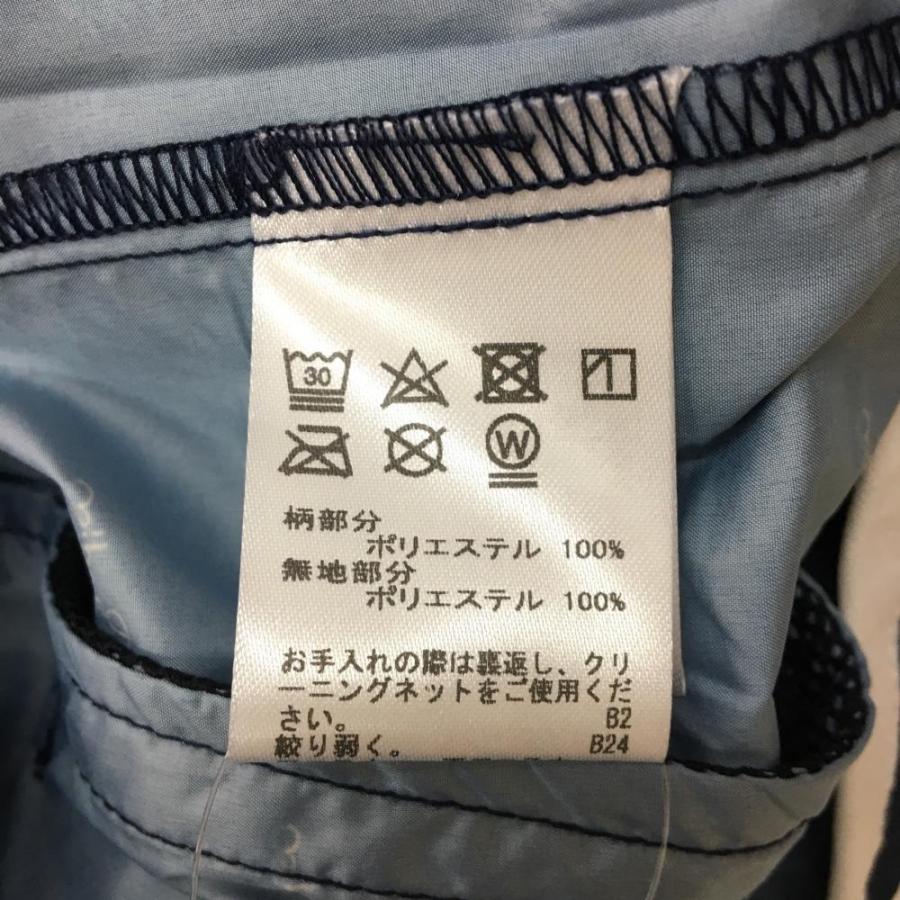 30
W
柄部分
ポリエステル 100%
無地部分
ポリエステル 100%
お手入れの際は裏返し、クリ
ーニングネットをご使用くだ
さい。 B2
絞り弱く。 B24